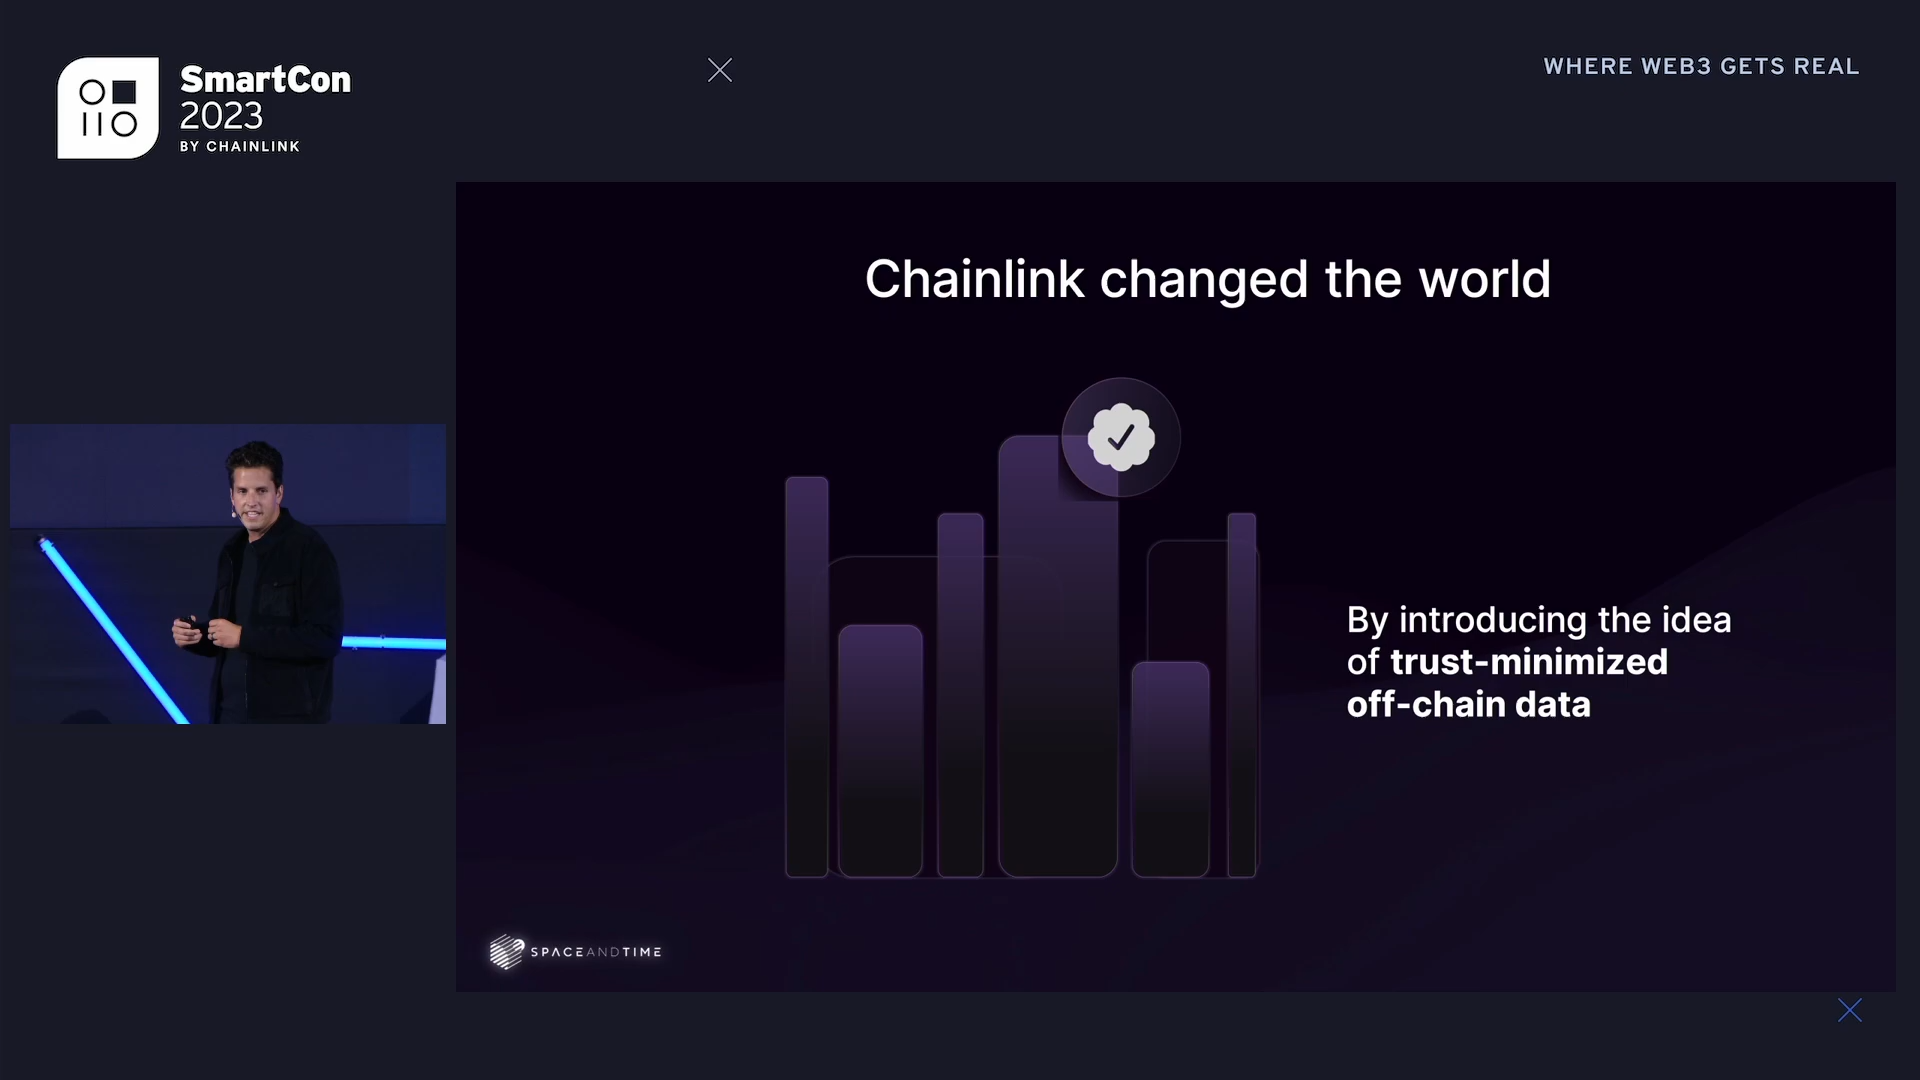 SmartCon
2023
BY CHAINLINK
WHERE WEB3 GETS REAL
Chainlink changed the world
By introducing the idea
of trust-minimized
off-chain data
SPACEANDTIME